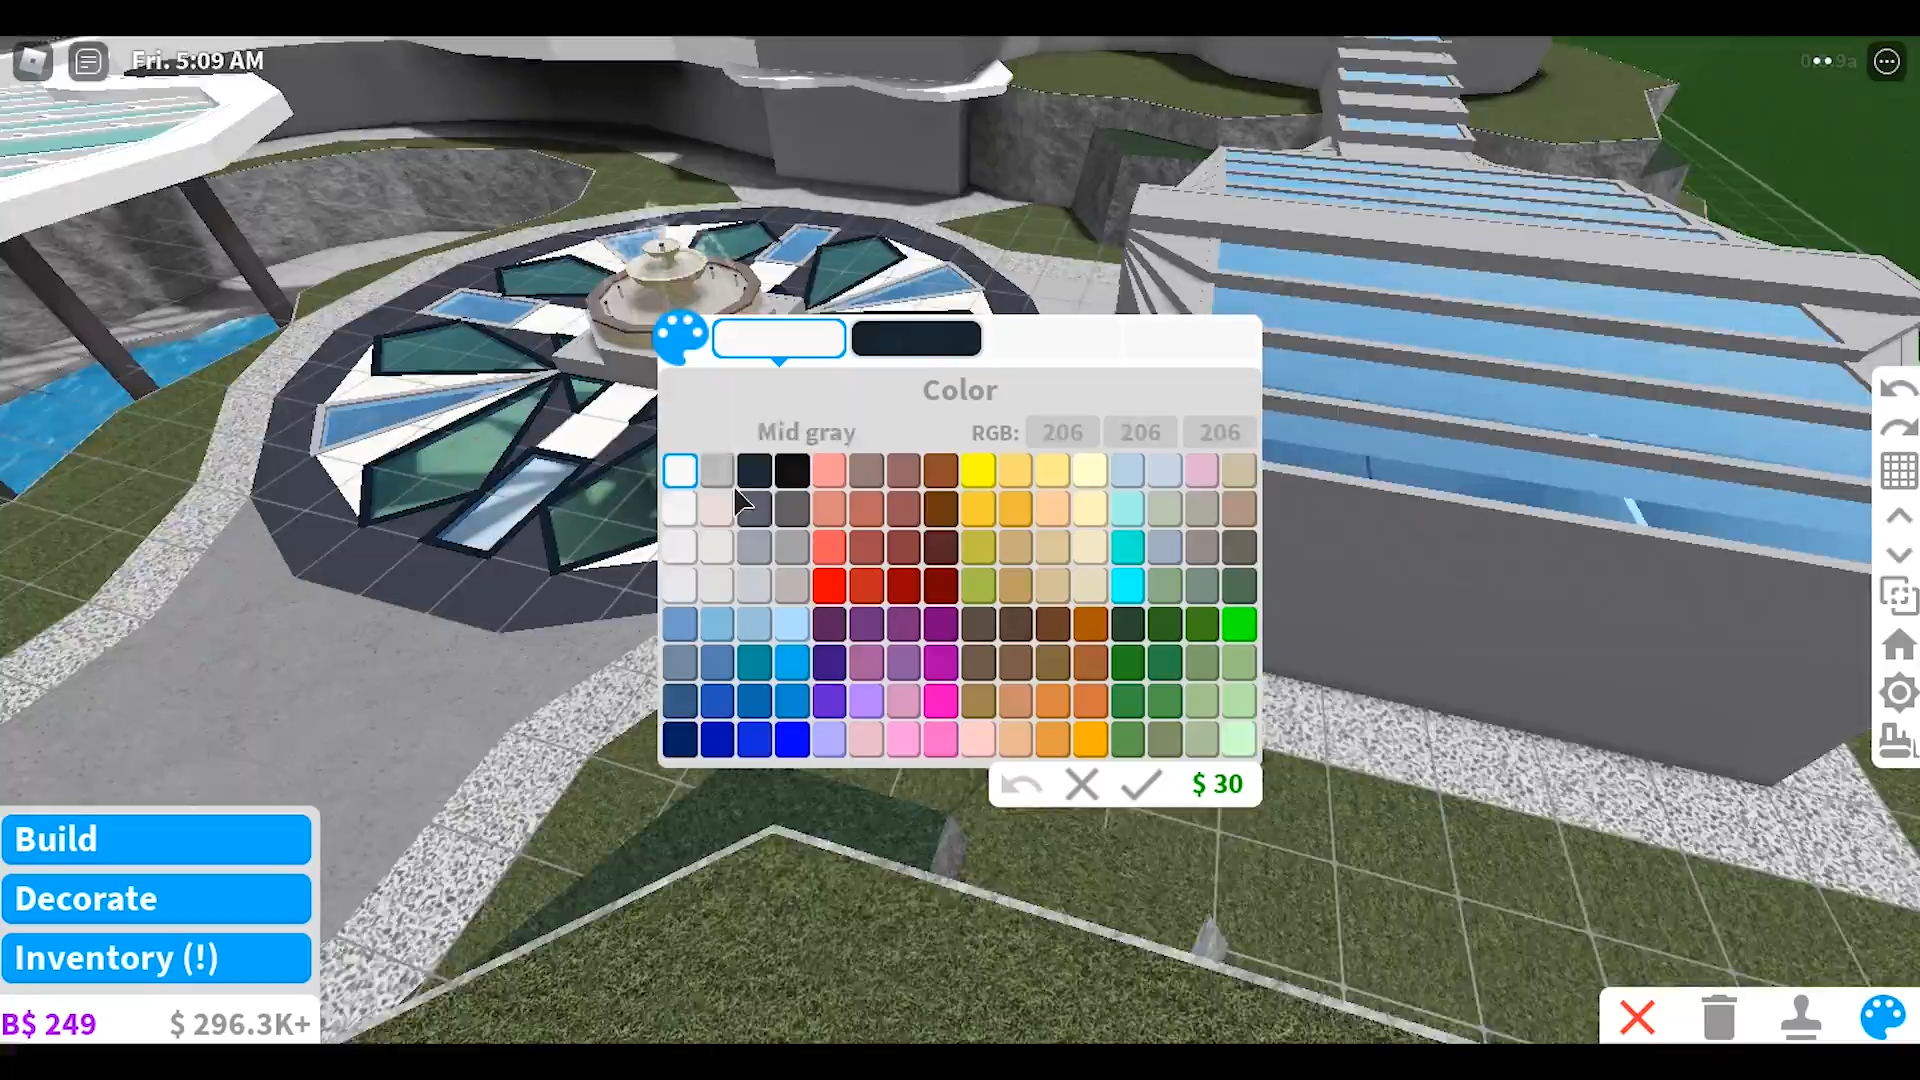 Fri. 5:09 AM
Color
Mid gray
RGB: 206 206 206
$ 30
Build
Decorate
Inventory (!)
B$ 249
$ 296.3K+